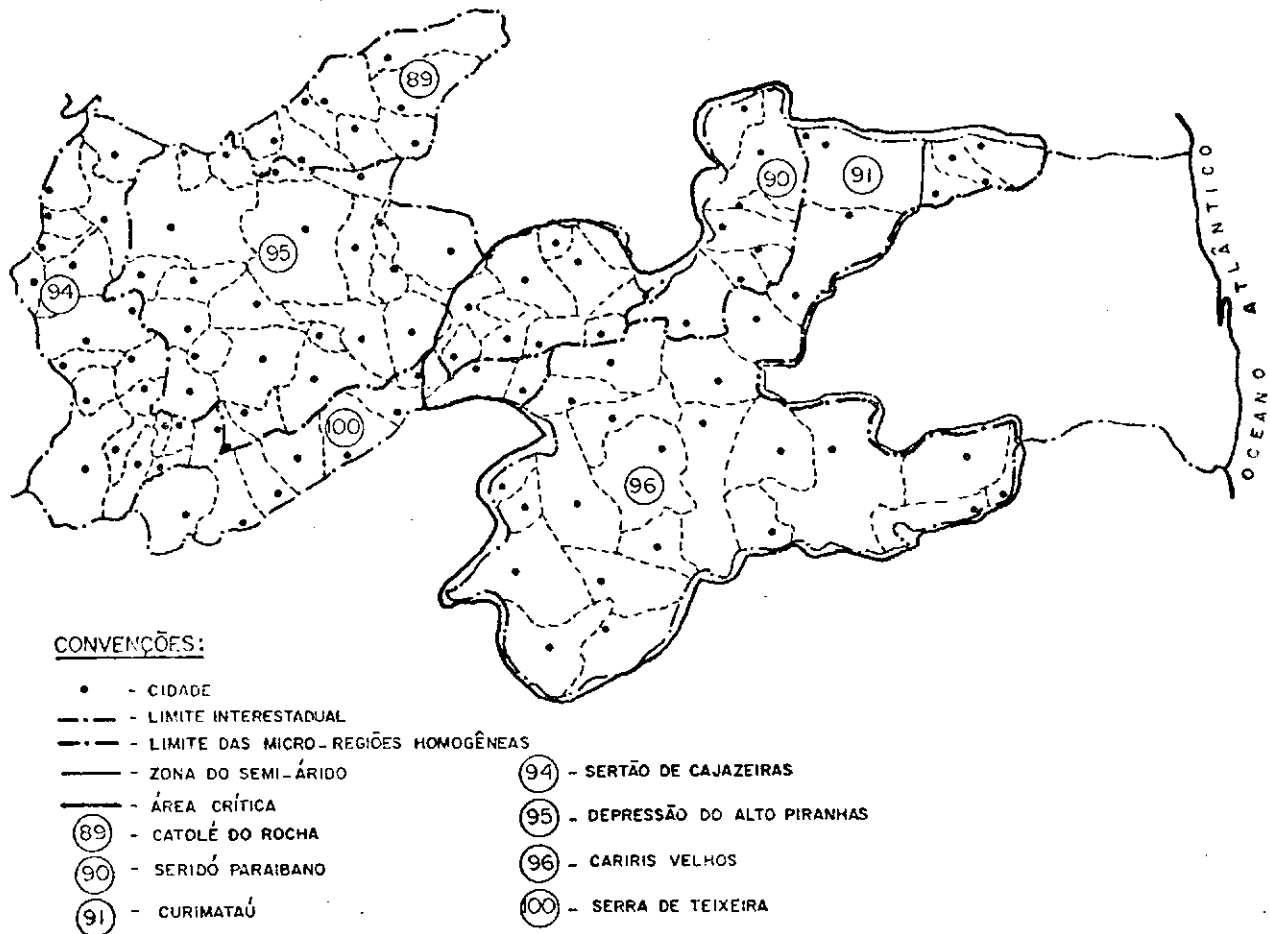 89
90
91
95
94
100
96
OCEANO ATLÂNTICO
CONVENÇÕES:
• - CIDADE
- LIMITE INTERESTADUAL
- LIMITE DAS MICRO-REGIÕES HOMOGÊNEAS
- ZONA DO SEMI-ÁRIDO
- ÁREA CRÍTICA
89 - CATOLÉ DO ROCHA
90 - SERIDÓ PARAIBANO
91 - CURIMATAÚ
94 - SERTÃO DE CAJAZEIRAS
95 - DEPRESSÃO DO ALTO PIRANHAS
96 - CARIRIS VELHOS
100 - SERRA DE TEIXEIRA